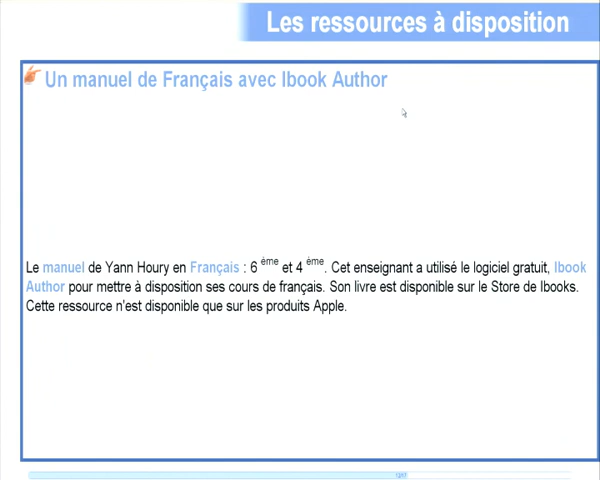 Les ressources à disposition
Un manuel de Français avec Ibook Author
Le manuel de Yann Houry en Français : 6 ème et 4 ème. Cet enseignant a utilisé le logiciel gratuit, Ibook
Author pour mettre à disposition ses cours de français. Son livre est disponible sur le Store de Ibooks.
Cette ressource n'est disponible que sur les produits Apple.